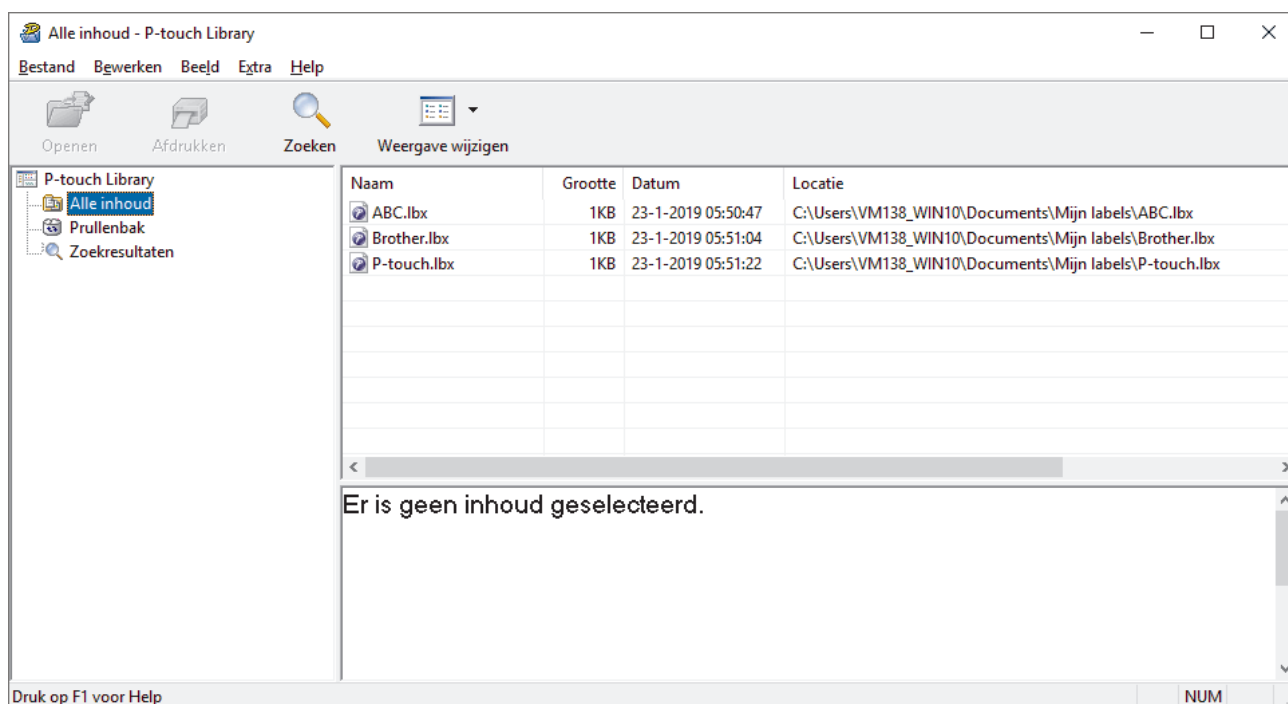 Alle inhoud - P-touch Library
Bestand Bewerken Beeld Extra Help
Openen Afdrukken Zoeken Weergave wijzigen
P-touch Library
Alle inhoud
Prullenbak
Zoekresultaten
Naam Grootte Datum Locatie
ABC.lbx 1KB 23-1-2019 05:50:47 C:\Users\VM138_WIN10\Documents\Mijn labels\ABC.lbx
Brother.lbx 1KB 23-1-2019 05:51:04 C:\Users\VM138_WIN10\Documents\Mijn labels\Brother.lbx
P-touch.lbx 1KB 23-1-2019 05:51:22 C:\Users\VM138_WIN10\Documents\Mijn labels\P-touch.lbx
Er is geen inhoud geselecteerd.
Druk op F1 voor Help NUM